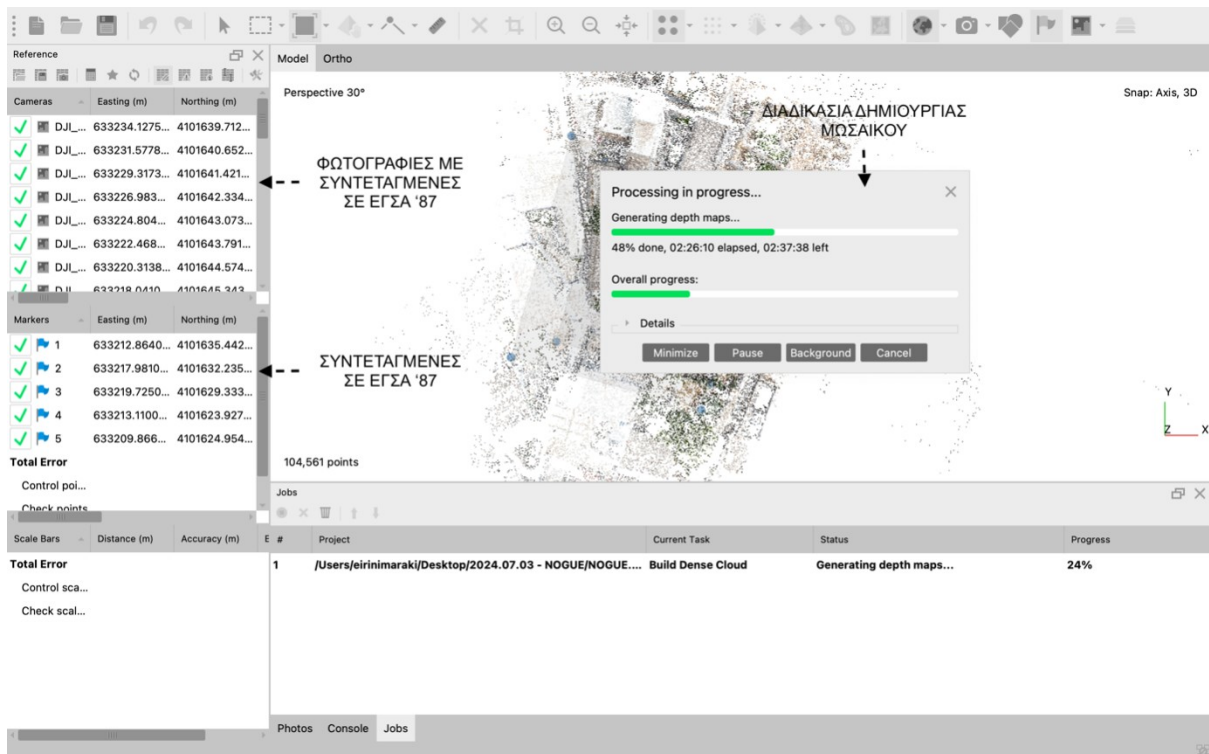 Reference
Model Ortho
Cameras Easting (m) Northing (m)
DJI_... 633234.1275... 4101639.712...
DJI_... 633231.5778... 4101640.652...
DJI_... 633229.3173... 4101641.421...
DJI_... 633226.983... 4101642.334...
DJI_... 633224.804... 4101643.073...
DJI_... 633222.468... 4101643.791...
DJI_... 633220.3138... 4101644.574...
DJI 633218.0410 4101645.343
Markers Easting (m) Northing (m)
1 633212.8640... 4101635.442...
2 633217.9810... 4101632.235...
3 633219.7250... 4101629.333...
4 633213.1100... 4101623.927...
5 633209.866... 4101624.954...
Total Error
Control poi...
Check points
Scale Bars Distance (m) Accuracy (m) E
Total Error
Control sca...
Check scal...
Perspective 30°
Snap: Axis, 3D
ΦΩΤΟΓΡΑΦΙΕΣ ΜΕ
ΣΥΝΤΕΤΑΓΜΕΝΕΣ
ΣΕ ΕΓΣΑ ‘87
ΔΙΑΔΙΚΑΣΙΑ ΔΗΜΙΟΥΡΓΙΑΣ
ΜΩΣΑΙΚΟΥ
Processing in progress...
Generating depth maps...
48% done, 02:26:10 elapsed, 02:37:38 left
Overall progress:
Details
Minimize Pause Background Cancel
ΣΥΝΤΕΤΑΓΜΕΝΕΣ
ΣΕ ΕΓΣΑ ‘87
Y
Z X
104,561 points
Jobs
# Project Current Task Status Progress
1 /Users/eirinimaraki/Desktop/2024.07.03 - NOGUE/NOGUE.... Build Dense Cloud Generating depth maps... 24%
Photos Console Jobs